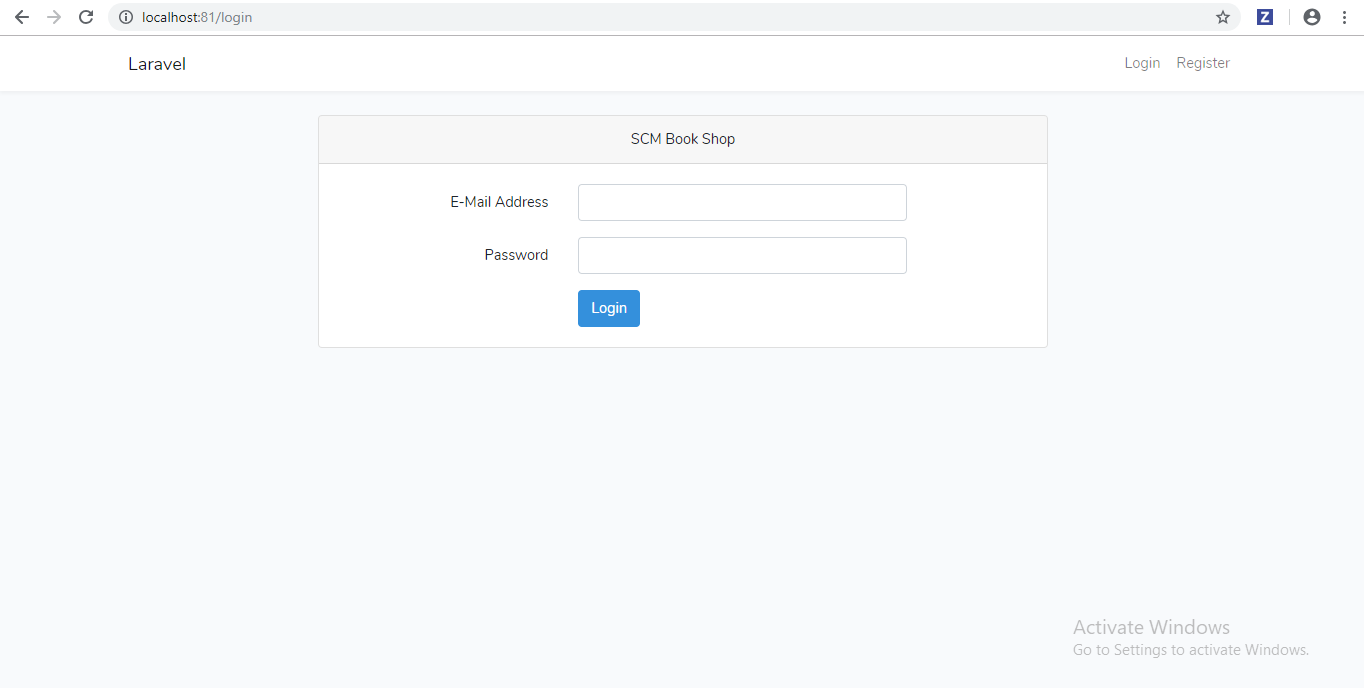 localhost:81/login
Laravel
Login Register
SCM Book Shop
E-Mail Address
Password
Login
Activate Windows
Go to Settings to activate Windows.
Z